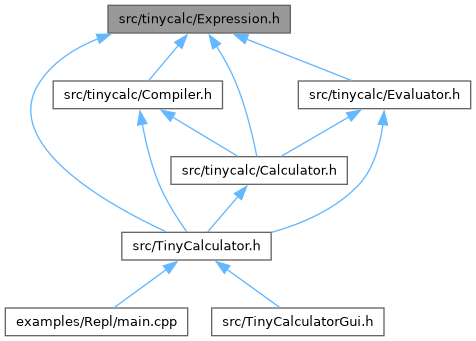 src/tinycalc/Expression.h
src/tinycalc/Compiler.h
src/tinycalc/Evaluator.h
src/tinycalc/Calculator.h
src/TinyCalculator.h
examples/Repl/main.cpp
src/TinyCalculatorGui.h